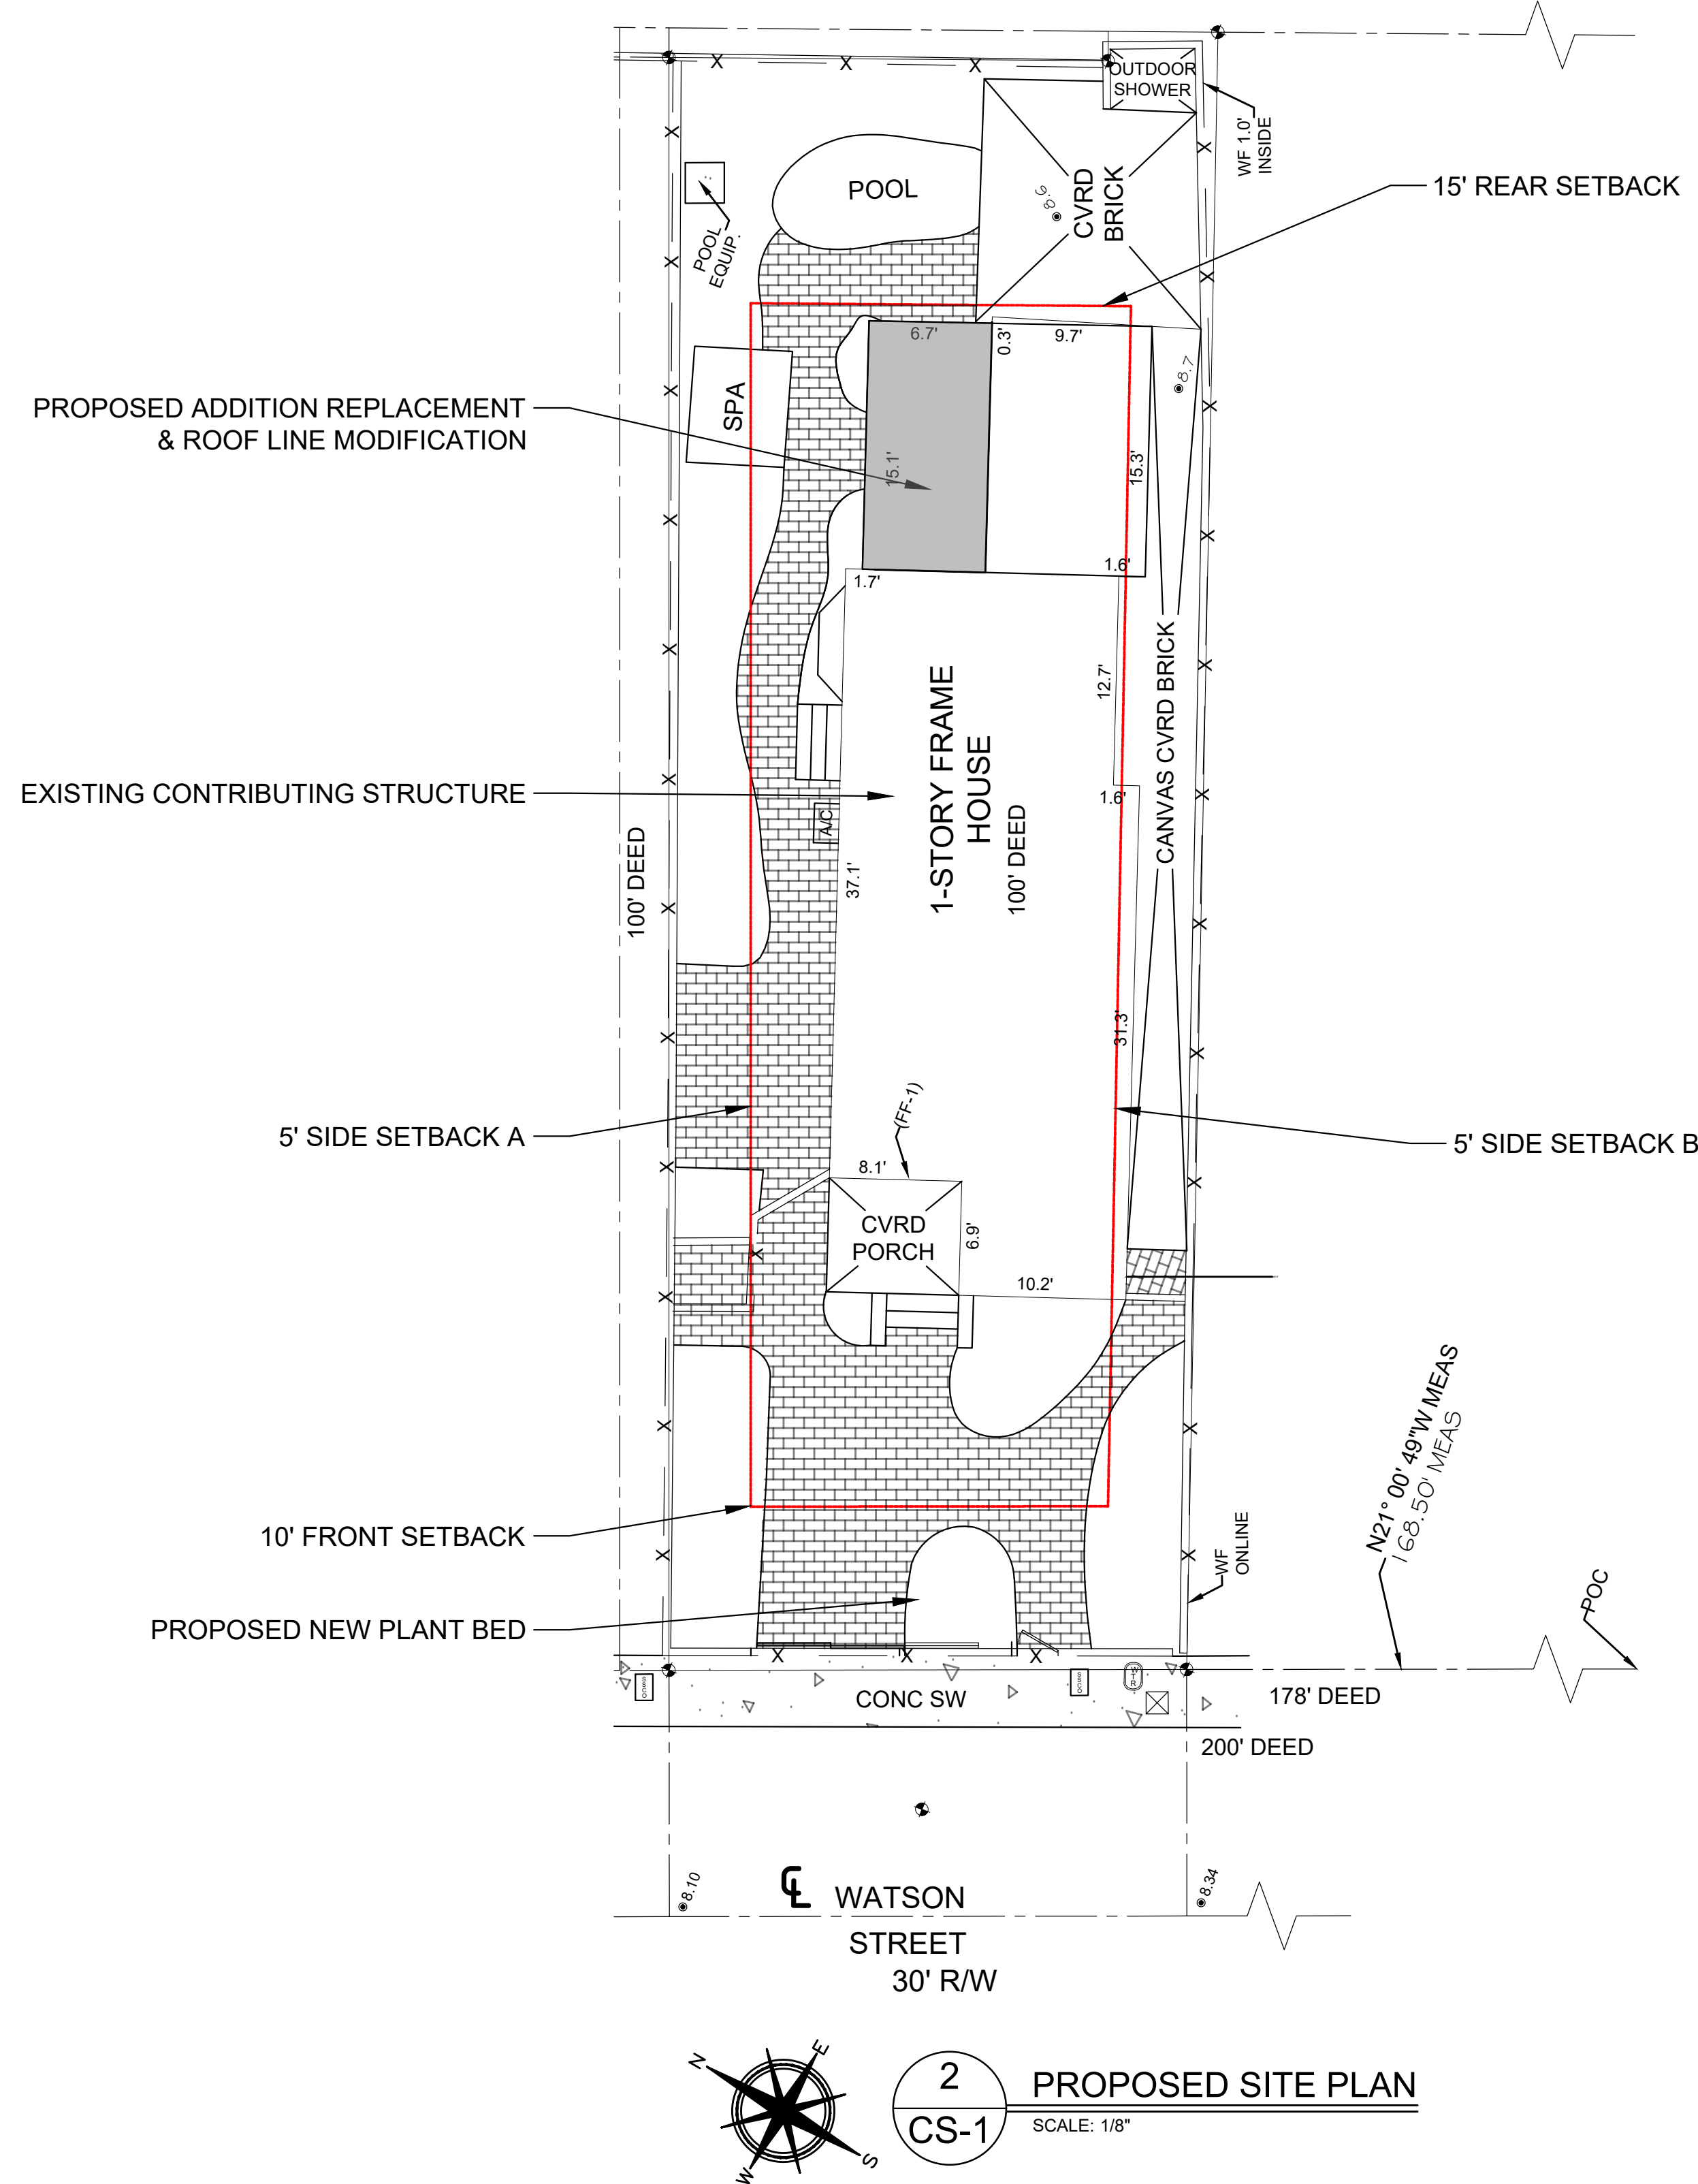 OUTDOOR
SHOWER
WF 1.0'
INSIDE
15' REAR SETBACK
POOL
CVRD
BRICK
8.6
POOL
EQUIP.
6.7'
0.3'
9.7'
8.7
SPA
PROPOSED ADDITION REPLACEMENT
& ROOF LINE MODIFICATION
15.1'
15.3'
1.7'
1.6'
12.7'
CANVAS CVRD BRICK
1-STORY FRAME
HOUSE
EXISTING CONTRIBUTING STRUCTURE
1.6'
A/C
100' DEED
100' DEED
37.1'
31.3'
(FF-1)
5' SIDE SETBACK A
5' SIDE SETBACK B
8.1'
CVRD
PORCH
6.9'
10.2'
N21° 00' 49"W MEAS
168.50' MEAS
10' FRONT SETBACK
WF
ONLINE
POC
PROPOSED NEW PLANT BED
SSCO
SSCO
WTR
CONC SW
178' DEED
200' DEED
8.10
8.34
CL
WATSON
STREET
30' R/W
N
E
S
W
2
CS-1
PROPOSED SITE PLAN
SCALE: 1/8"